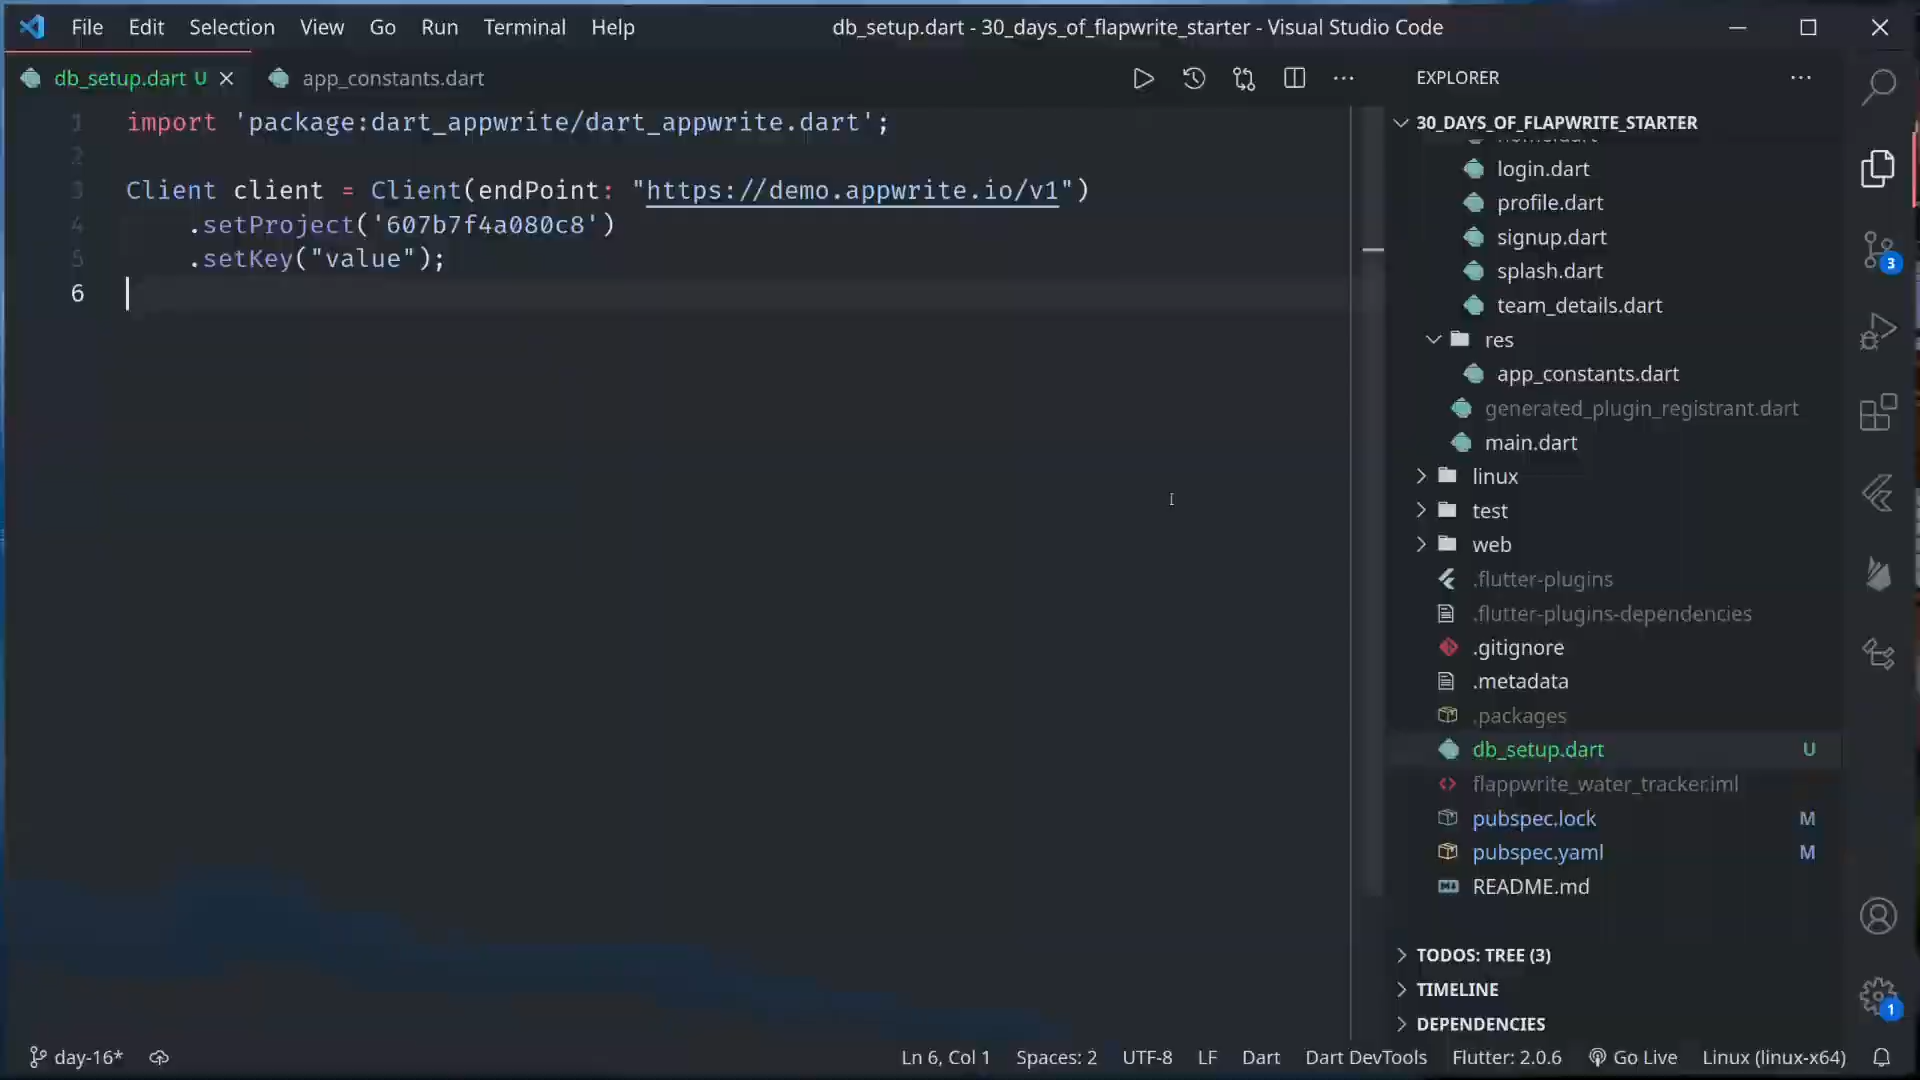 File Edit Selection View Go Run Terminal Help db_setup.dart - 30_days_of_flapwrite_starter - Visual Studio Code
db_setup.dart U app_constants.dart
1 import 'package:dart_appwrite/dart_appwrite.dart';
2
3 Client client = Client(endPoint: "https://demo.appwrite.io/v1")
4 .setProject('607b7f4a080c8')
5 .setKey("value");
6
EXPLORER
30_DAYS_OF_FLAPWRITE_STARTER
home.dart
login.dart
profile.dart
signup.dart
splash.dart
team_details.dart
res
app_constants.dart
generated_plugin_registrant.dart
main.dart
linux
test
web
.flutter-plugins
.flutter-plugins-dependencies
.gitignore
.metadata
.packages
db_setup.dart U
flappwrite_water_tracker.iml
pubspec.lock M
pubspec.yaml M
README.md
TODOS: TREE (3)
TIMELINE
DEPENDENCIES
3
1
day-16* Ln 6, Col 1 Spaces: 2 UTF-8 LF Dart Dart DevTools Flutter: 2.0.6 Go Live Linux (linux-x64)